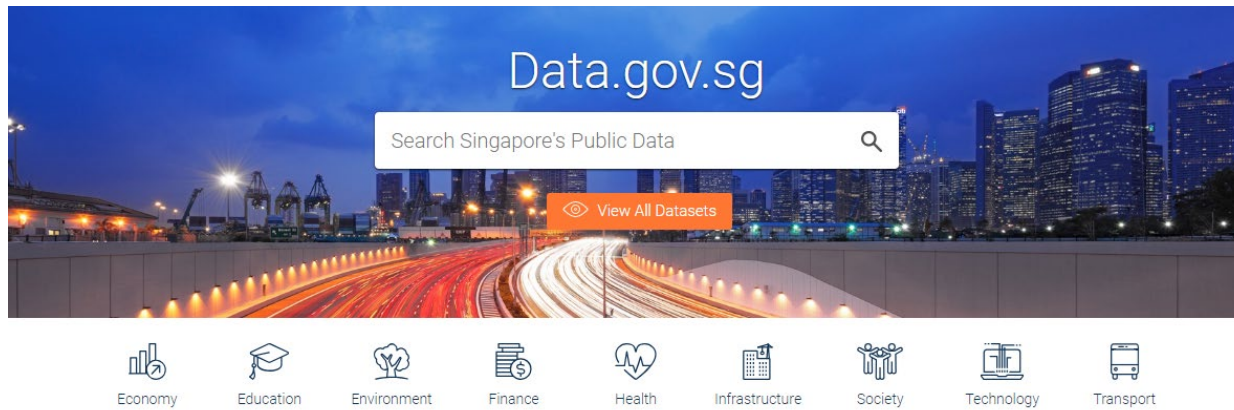 Data.gov.sg
Search Singapore's Public Data
View All Datasets
Economy
Education
Environment
Finance
Health
Infrastructure
Society
Technology
Transport